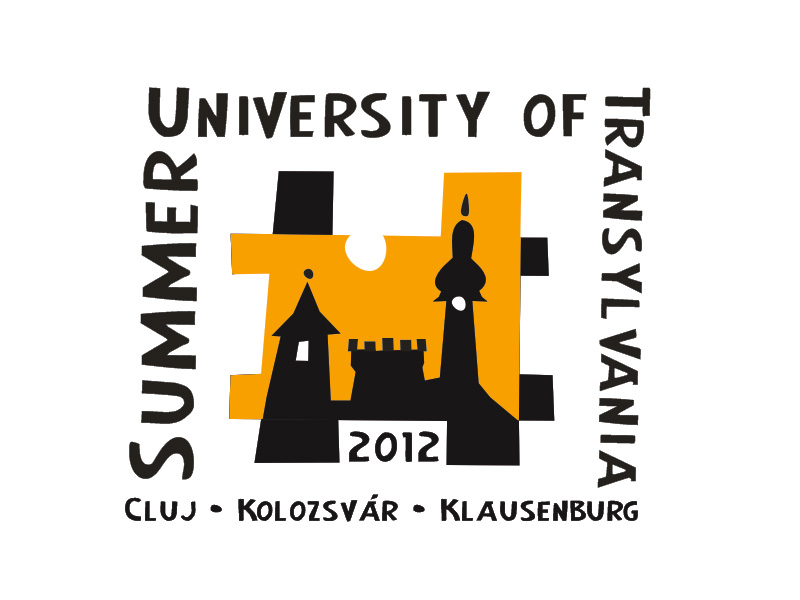 SUMMER
UNIVERSITY OF
TRANSYLVANIA
2012
CLUJ • KOLOZSVÁR • KLAUSENBURG